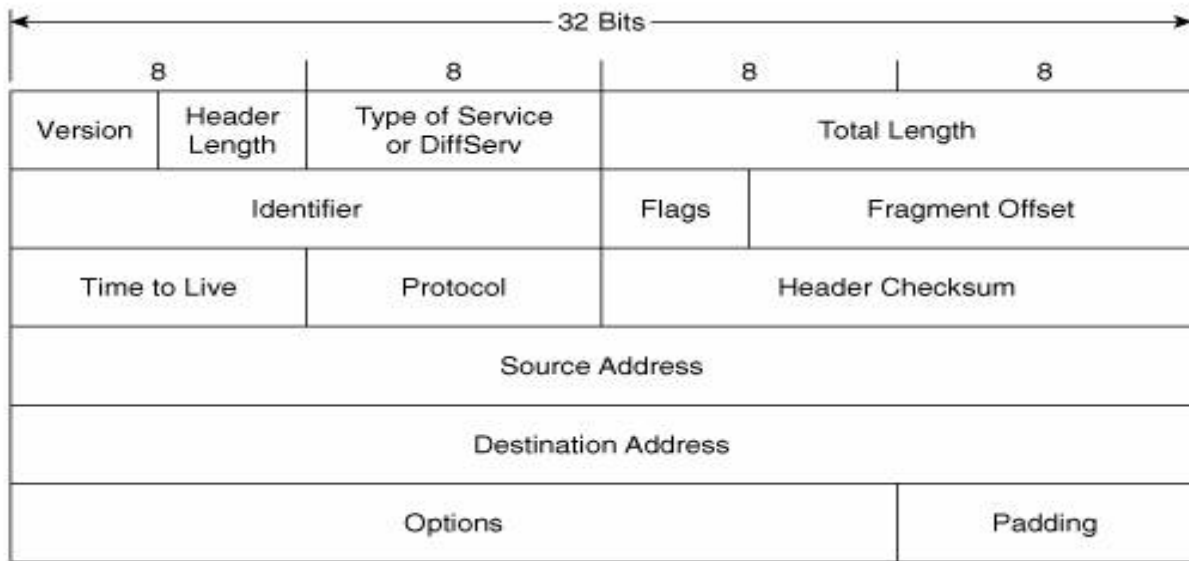 32 Bits
8 8 8 8
Version Header Length Type of Service or DiffServ Total Length
Identifier Flags Fragment Offset
Time to Live Protocol Header Checksum
Source Address
Destination Address
Options Padding